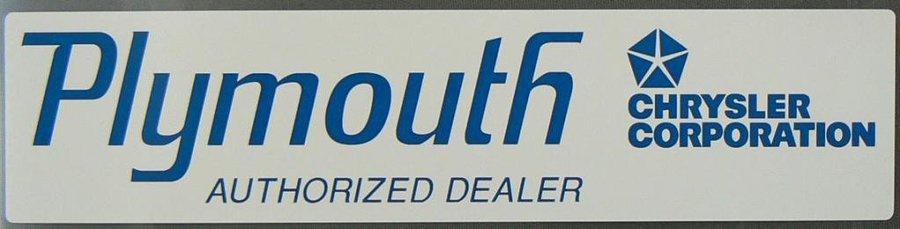 Plymouth
AUTHORIZED DEALER
CHRYSLER
CORPORATION